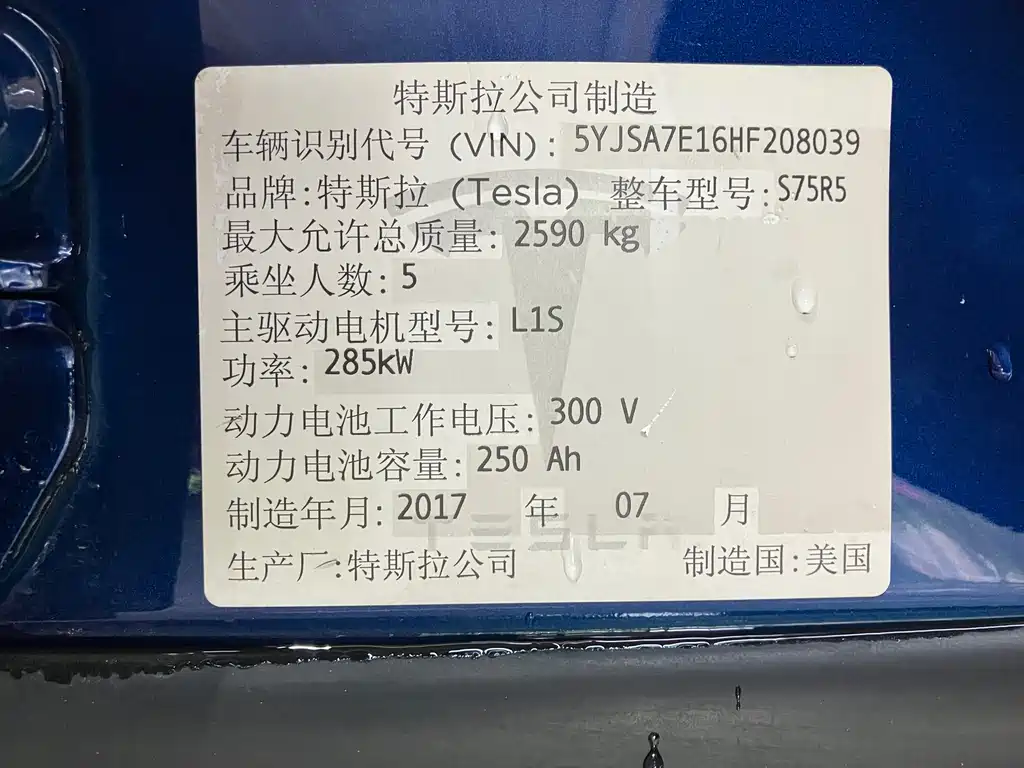 特斯拉公司制造
车辆识别代号 (VIN): 5YJSA7E16HF208039
品牌:特斯拉 (Tesla) 整车型号:S75R5
最大允许总质量: 2590 kg
乘坐人数: 5
主驱动电机型号: L1S
功率: 285kW
动力电池工作电压: 300 V
动力电池容量: 250 Ah
制造年月: 2017 年 07 月
TESLA
生产厂:特斯拉公司 制造国:美国